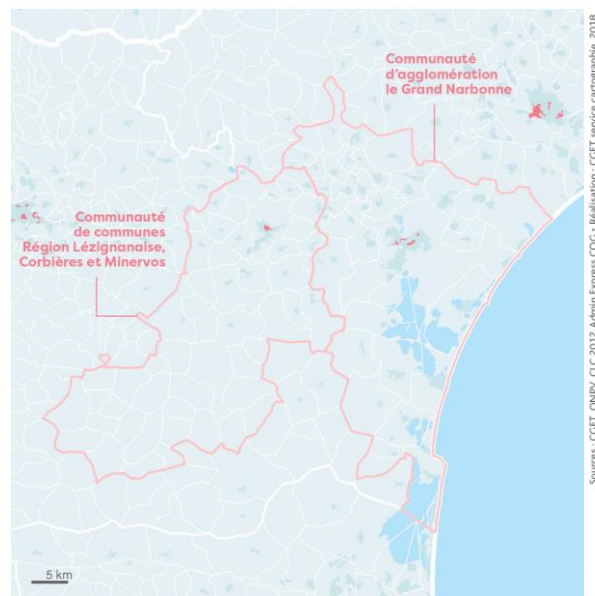 Communauté
d'agglomération
le Grand Narbonne
Communauté
de communes
Région Lézignanaise,
Corbières et Minervos
5 km
Sources : CGET, ONPV, CLC 2012, Admin Express COG • Réalisation : CGET service cartographie, 2018